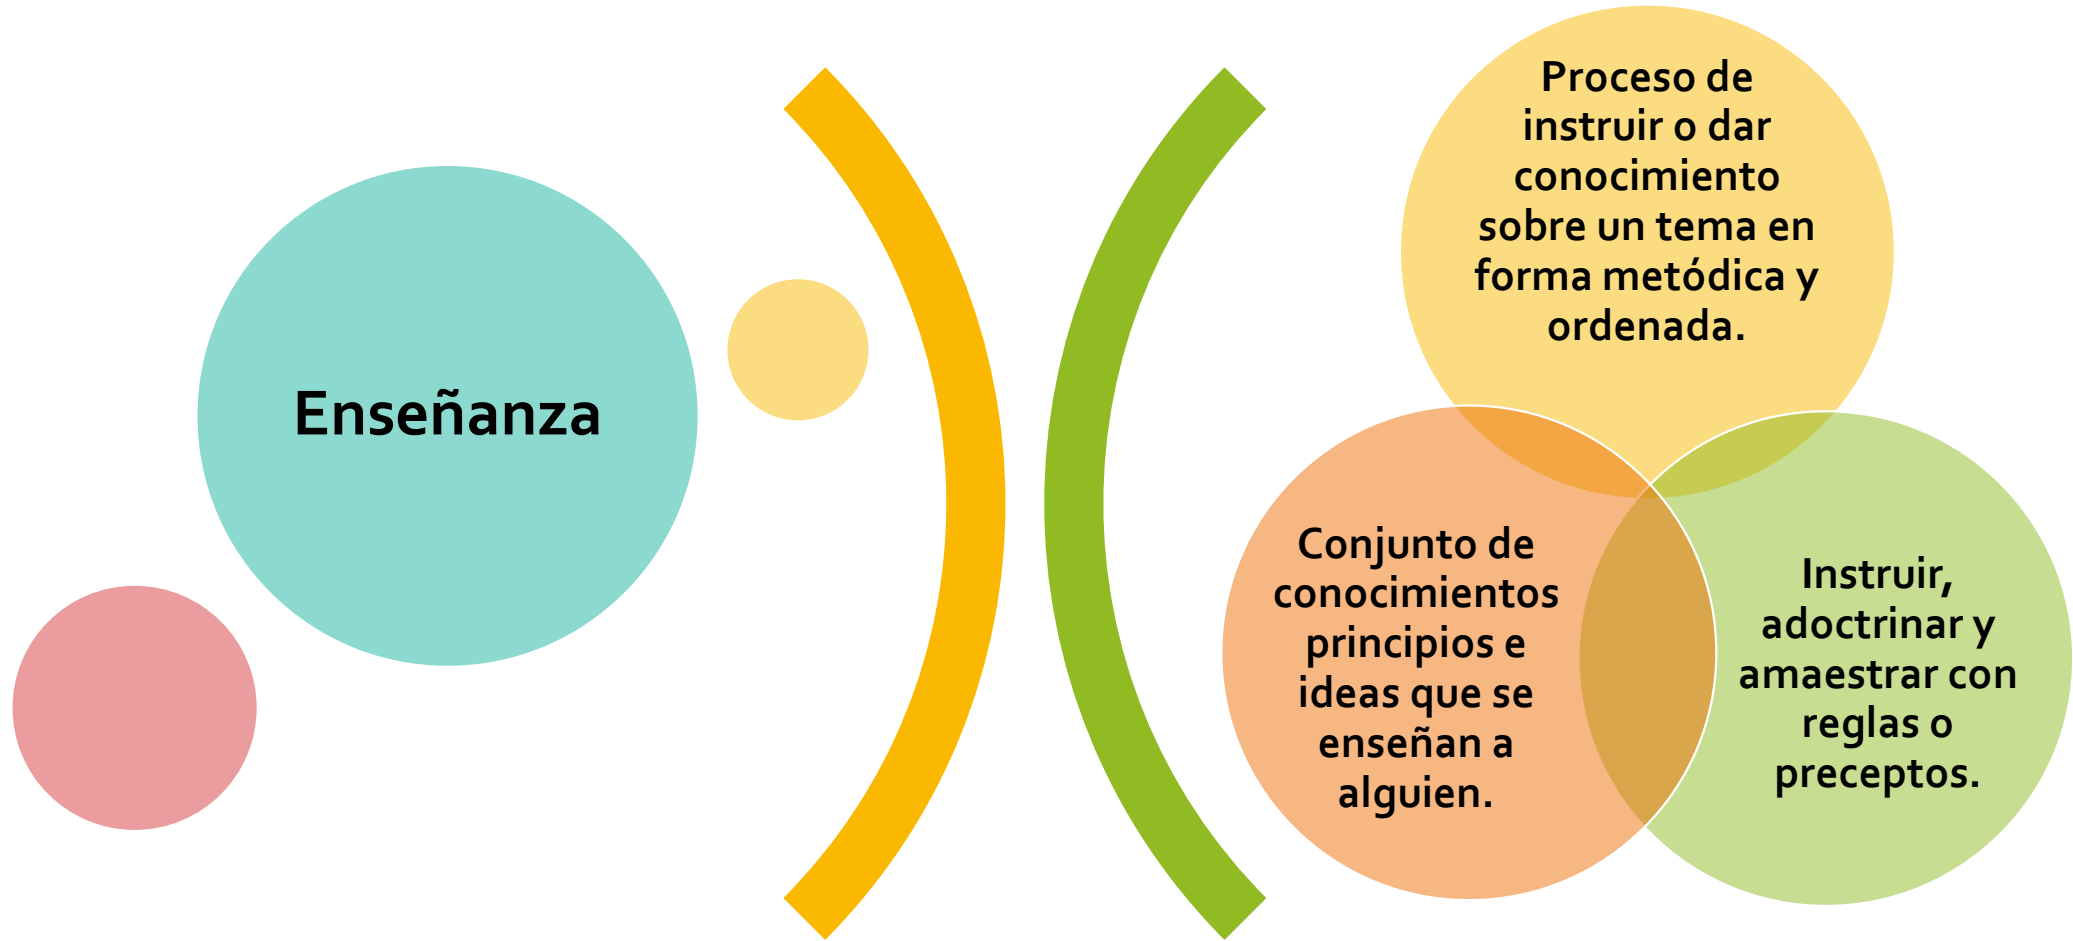 Enseñanza
Proceso de
instruir o dar
conocimiento
sobre un tema en
forma metódica y
ordenada.
Conjunto de
conocimientos
principios e
ideas que se
enseñan a
alguien.
Instruir,
adoctrinar y
amaestrar con
reglas o
preceptos.